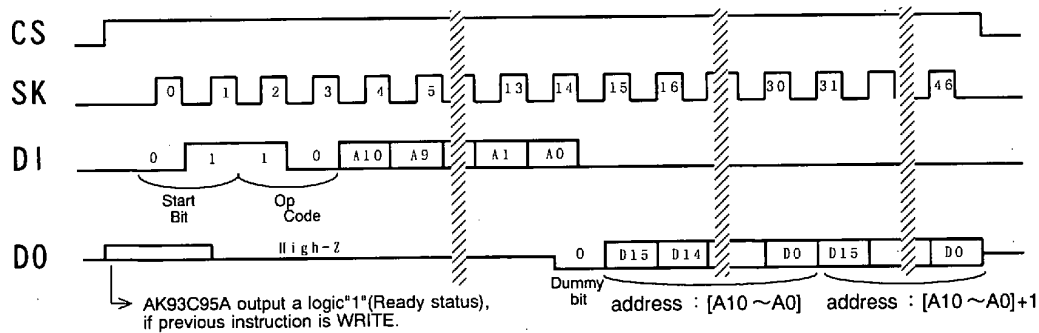 CS
SK 0 1 2 3 4 5 13 14 15 16 30 31 46
DI 0 1 1 0 A10 A9 A1 A0
Start Bit
Op Code
DO High-Z 0 D15 D14 D0 D15 D0
Dummy bit
address : [A10 ~A0]
address : [A10 ~A0]+1
AK93C95A output a logic"1"(Ready status),
if previous instruction is WRITE.